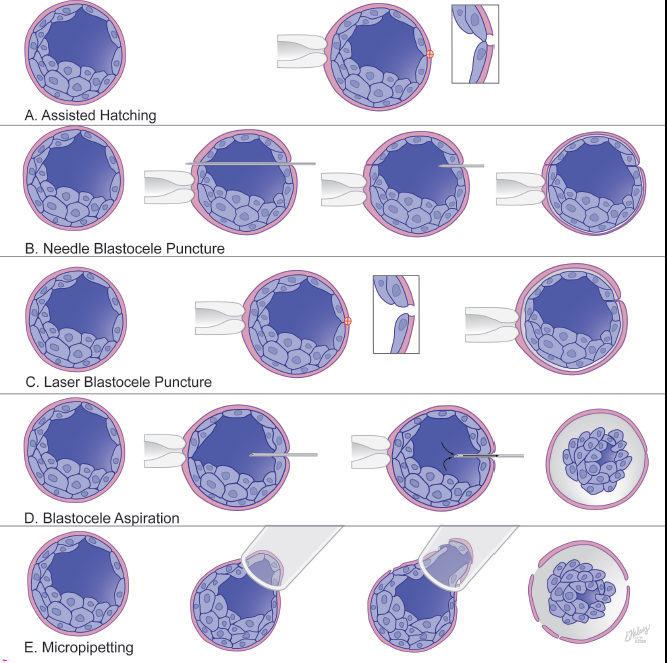 A. Assisted Hatching
B. Needle Blastocele Puncture
C. Laser Blastocele Puncture
D. Blastocele Aspiration
E. Micropipetting